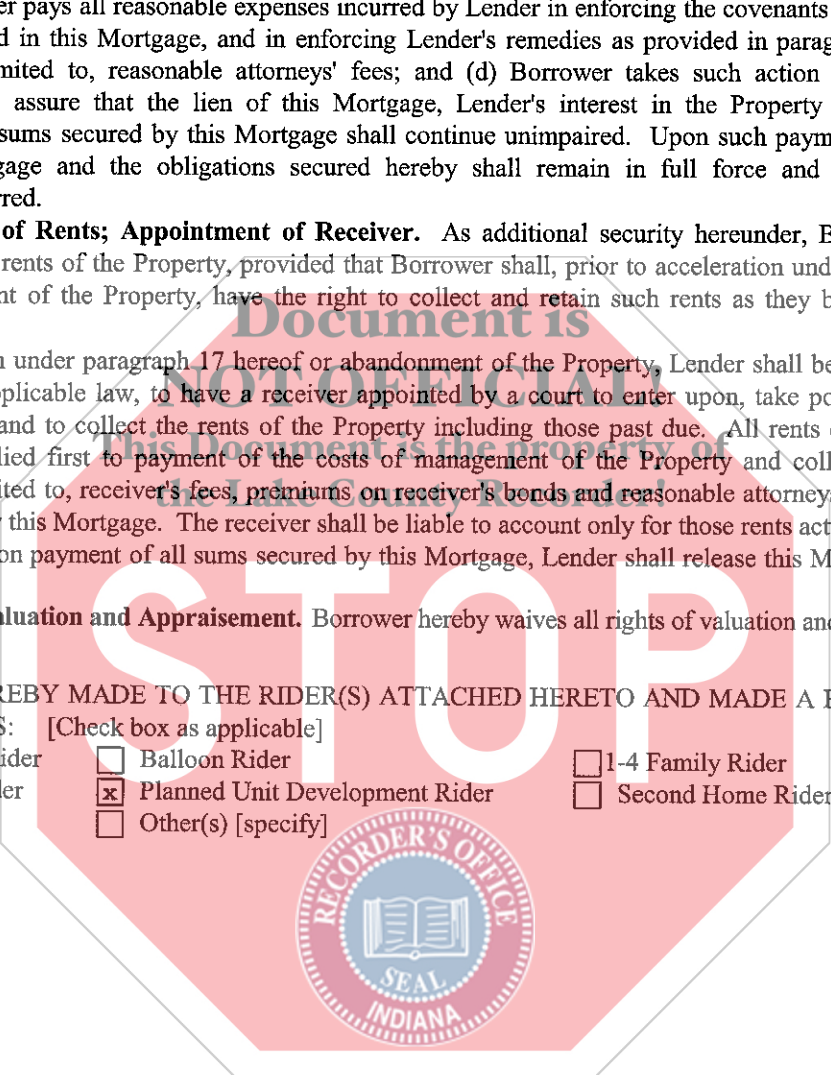 er pays all reasonable expenses incurred by Lender in enforcing the covenants
d in this Mortgage, and in enforcing Lender's remedies as provided in parag
mited to, reasonable attorneys' fees; and (d) Borrower takes such action
assure that the lien of this Mortgage, Lender's interest in the Property
sums secured by this Mortgage shall continue unimpaired. Upon such paym
gage and the obligations secured hereby shall remain in full force and
rred.
of Rents; Appointment of Receiver. As additional security hereunder, B
rents of the Property, provided that Borrower shall, prior to acceleration und
nt of the Property, have the right to collect and retain such rents as they b
Document is
n under paragraph 17 hereof or abandonment of the Property, Lender shall be
NOT OFFICIAL!
plicable law, to have a receiver appointed by a court to enter upon, take po
and to collect the rents of the Property including those past due. All rents
This Document is the property of
lied first to payment of the costs of management of the Property and coll
ited to, receiver's fees, premiums on receiver's bonds and reasonable attorney
the Lake County Recorder!
this Mortgage. The receiver shall be liable to account only for those rents act
on payment of all sums secured by this Mortgage, Lender shall release this M
STOP
aluation and Appraisement. Borrower hereby waives all rights of valuation and
REBY MADE TO THE RIDER(S) ATTACHED HERETO AND MADE A P
S: [Check box as applicable]
ider Balloon Rider 1-4 Family Rider
er x Planned Unit Development Rider Second Home Rider
Other(s) [specify]
RECORDER'S OFFICE
SEAL
INDIANA